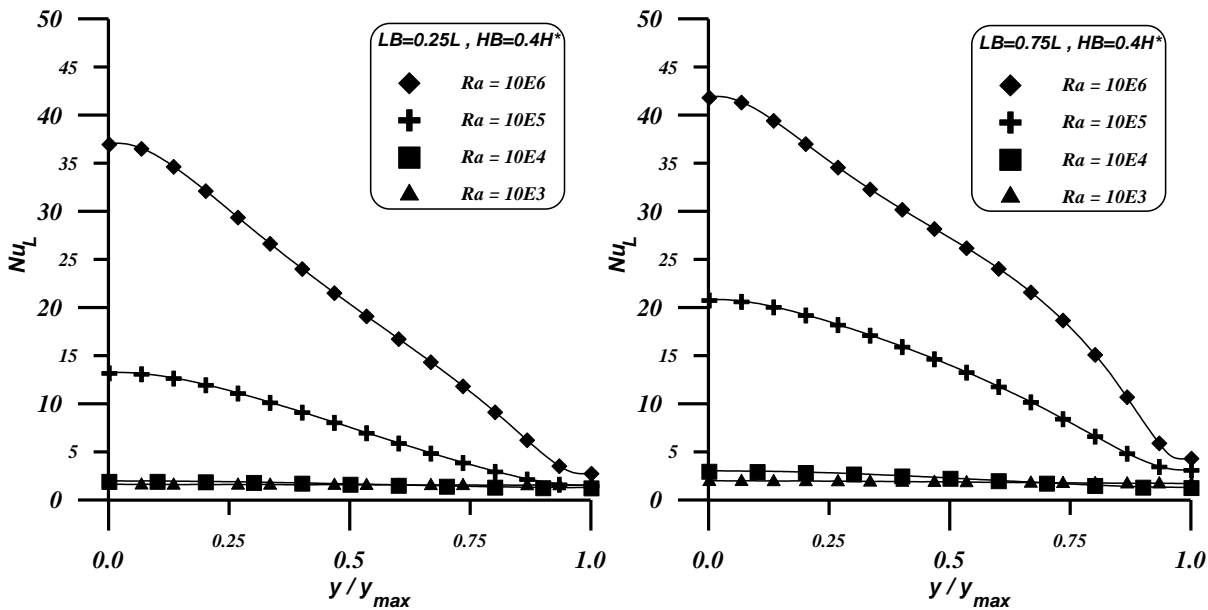 50
45
40
35
30
25
20
15
10
5
0
Nu_L
LB=0.25L , HB=0.4H*
Ra = 10E6
Ra = 10E5
Ra = 10E4
Ra = 10E3
0.0
0.25
0.5
0.75
1.0
y / y_max
50
45
40
35
30
25
20
15
10
5
0
Nu_L
LB=0.75L , HB=0.4H*
Ra = 10E6
Ra = 10E5
Ra = 10E4
Ra = 10E3
0.0
0.25
0.5
0.75
1.0
y / y_max